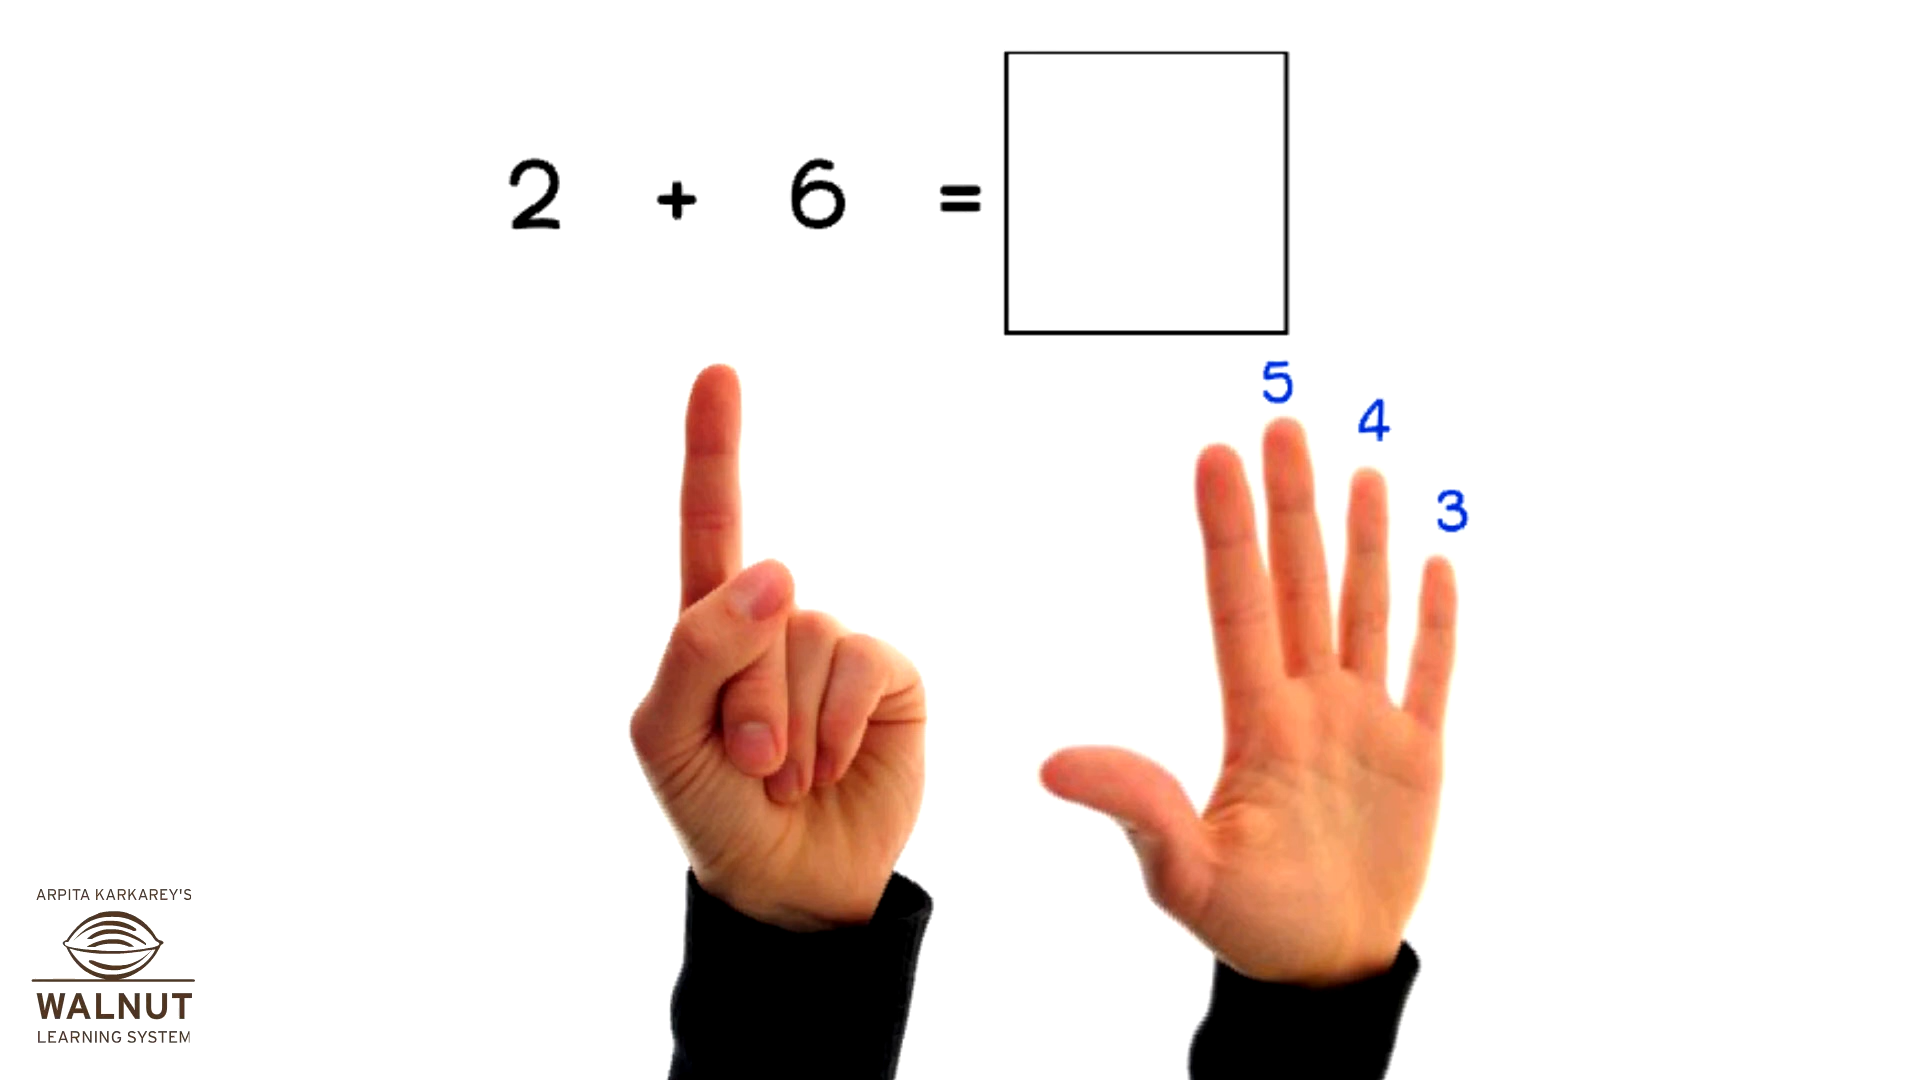 2 + 6 =
5
4
3
ARPITA KARKAREY'S
WALNUT
LEARNING SYSTEM